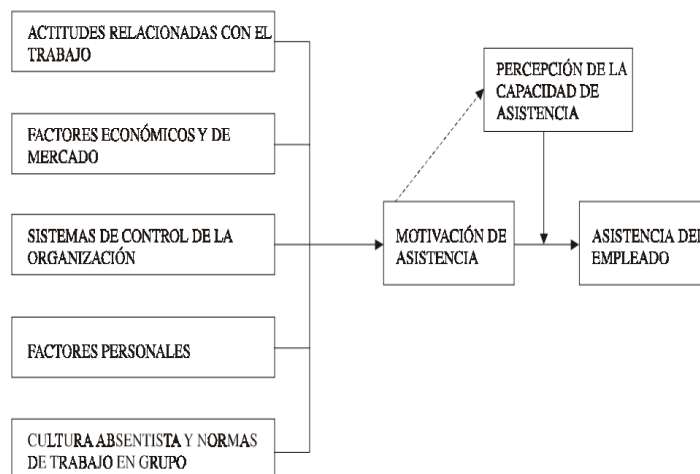 ACTITUDES RELACIONADAS CON EL
TRABAJO
FACTORES ECONÓMICOS Y DE
MERCADO
SISTEMAS DE CONTROL DE LA
ORGANIZACIÓN
FACTORES PERSONALES
CULTURA ABSENTISTA Y NORMAS
DE TRABAJO EN GRUPO
MOTIVACIÓN DE
ASISTENCIA
PERCEPCIÓN DE LA
CAPACIDAD DE
ASISTENCIA
ASISTENCIA DEL
EMPLEADO